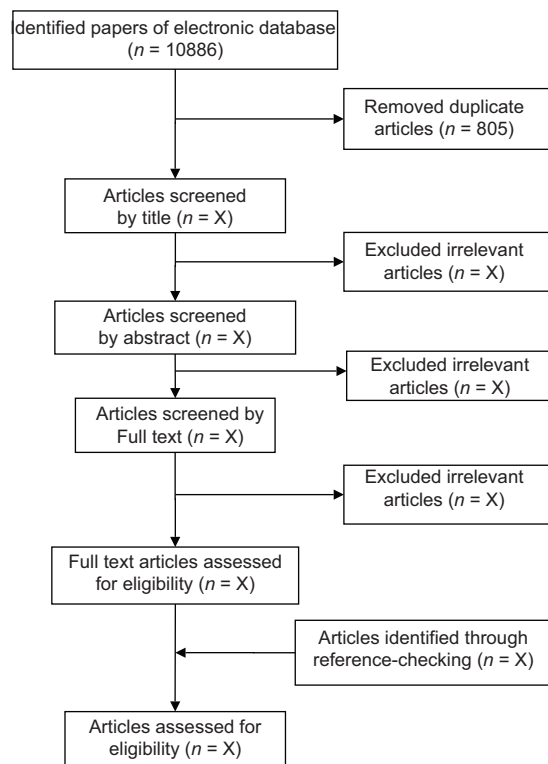 Identified papers of electronic database
(n = 10886)
Removed duplicate
articles (n = 805)
Articles screened
by title (n = X)
Excluded irrelevant
articles (n = X)
Articles screened
by abstract (n = X)
Excluded irrelevant
articles (n = X)
Articles screened by
Full text (n = X)
Excluded irrelevant
articles (n = X)
Full text articles assessed
for eligibility (n = X)
Articles identified through
reference-checking (n = X)
Articles assessed for
eligibility (n = X)